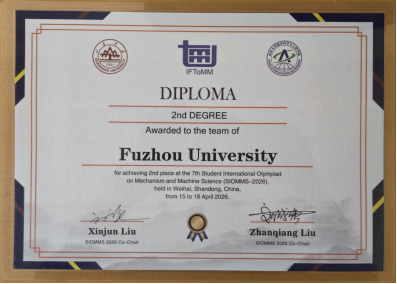 IFToMM
DIPLOMA
2nd DEGREE
Awarded to the team of
Fuzhou University
for achieving 2nd place at the 7th Student International Olympiad
on Mechanism and Machine Science (SIOMMS-2026),
held in Weihai, Shandong, China,
from 15 to 18 April 2026.
Xinjun Liu
SIOMMS 2026 Co-Chair
Zhanqiang Liu
SIOMMS 2026 Co-Chair